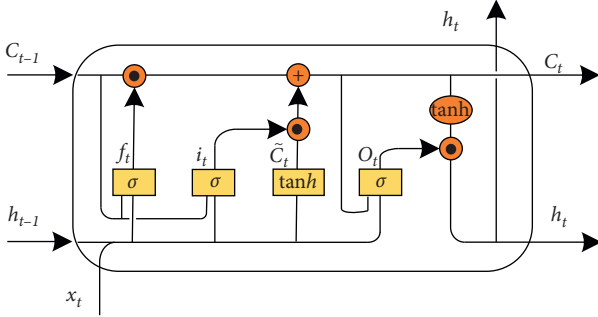 h_t
C_{t-1}
C_t
+
tanh
f_t
i_t
C̃_t
O_t
σ
σ
tanh
σ
h_{t-1}
h_t
x_t